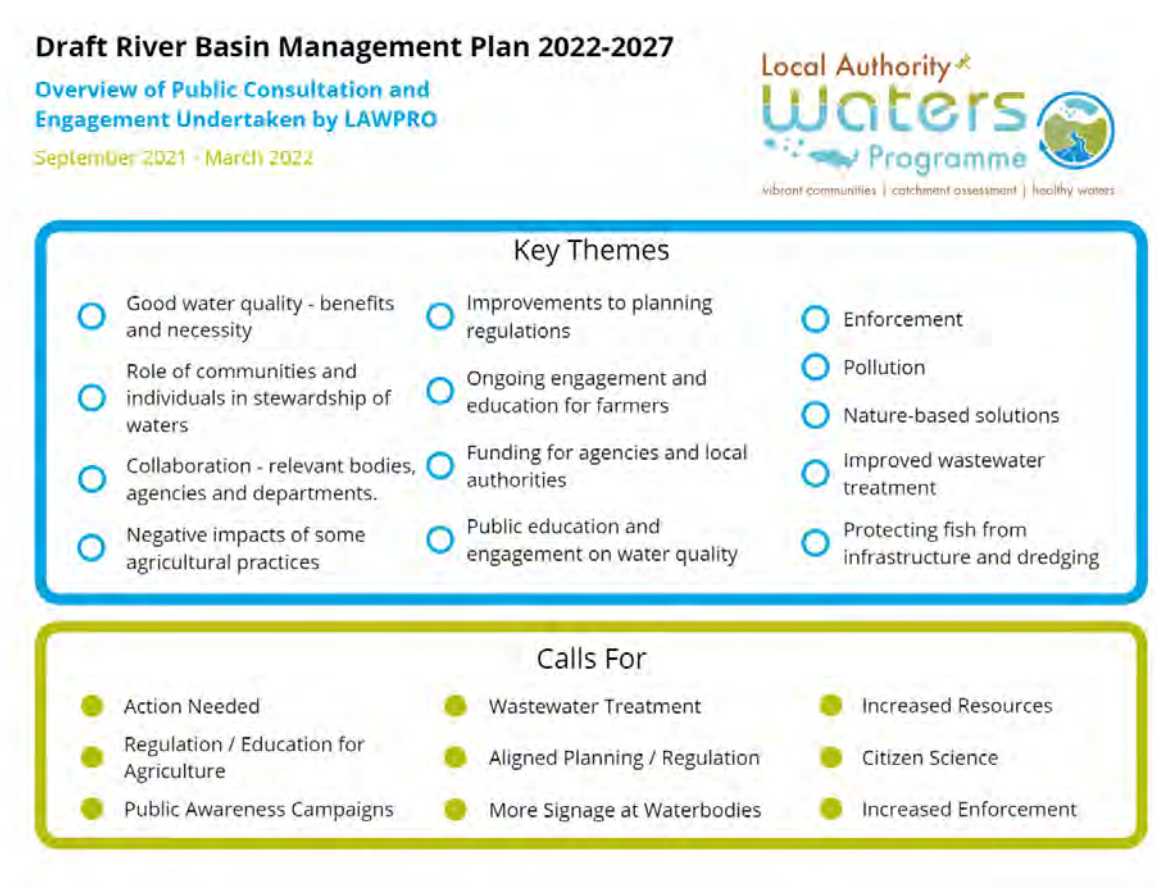 Draft River Basin Management Plan 2022-2027
Overview of Public Consultation and
Engagement Undertaken by LAWPRO
September 2021 - March 2022
Local Authority
Waters
Programme
vibrant communities | catchment assessment | healthy waters
Key Themes
Good water quality - benefits
and necessity
Role of communities and
individuals in stewardship of
waters
Collaboration - relevant bodies,
agencies and departments.
Negative impacts of some
agricultural practices
Improvements to planning
regulations
Ongoing engagement and
education for farmers
Funding for agencies and local
authorities
Public education and
engagement on water quality
Enforcement
Pollution
Nature-based solutions
Improved wastewater
treatment
Protecting fish from
infrastructure and dredging
Calls For
Action Needed
Regulation / Education for
Agriculture
Public Awareness Campaigns
Wastewater Treatment
Aligned Planning / Regulation
More Signage at Waterbodies
Increased Resources
Citizen Science
Increased Enforcement